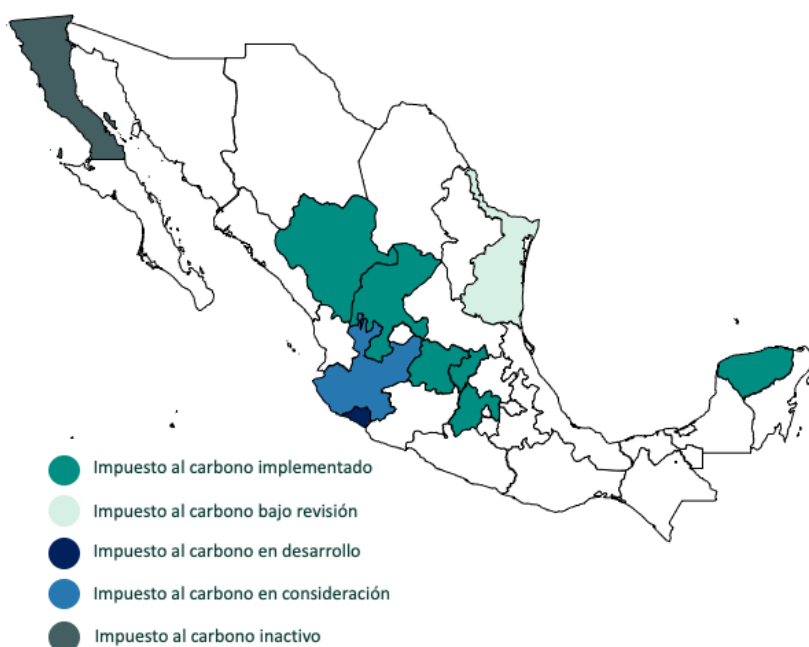 Impuesto al carbono implementado
Impuesto al carbono bajo revisión
Impuesto al carbono en desarrollo
Impuesto al carbono en consideración
Impuesto al carbono inactivo